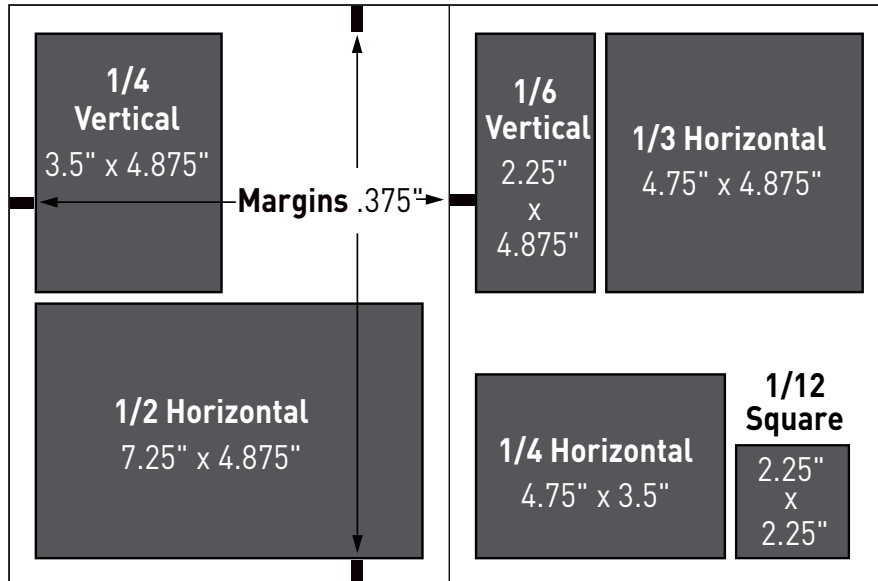 1/4
Vertical
3.5" x 4.875"
Margins .375"
1/2 Horizontal
7.25" x 4.875"
1/6
Vertical
2.25"
x
4.875"
1/3 Horizontal
4.75" x 4.875"
1/4 Horizontal
4.75" x 3.5"
1/12
Square
2.25"
x
2.25"